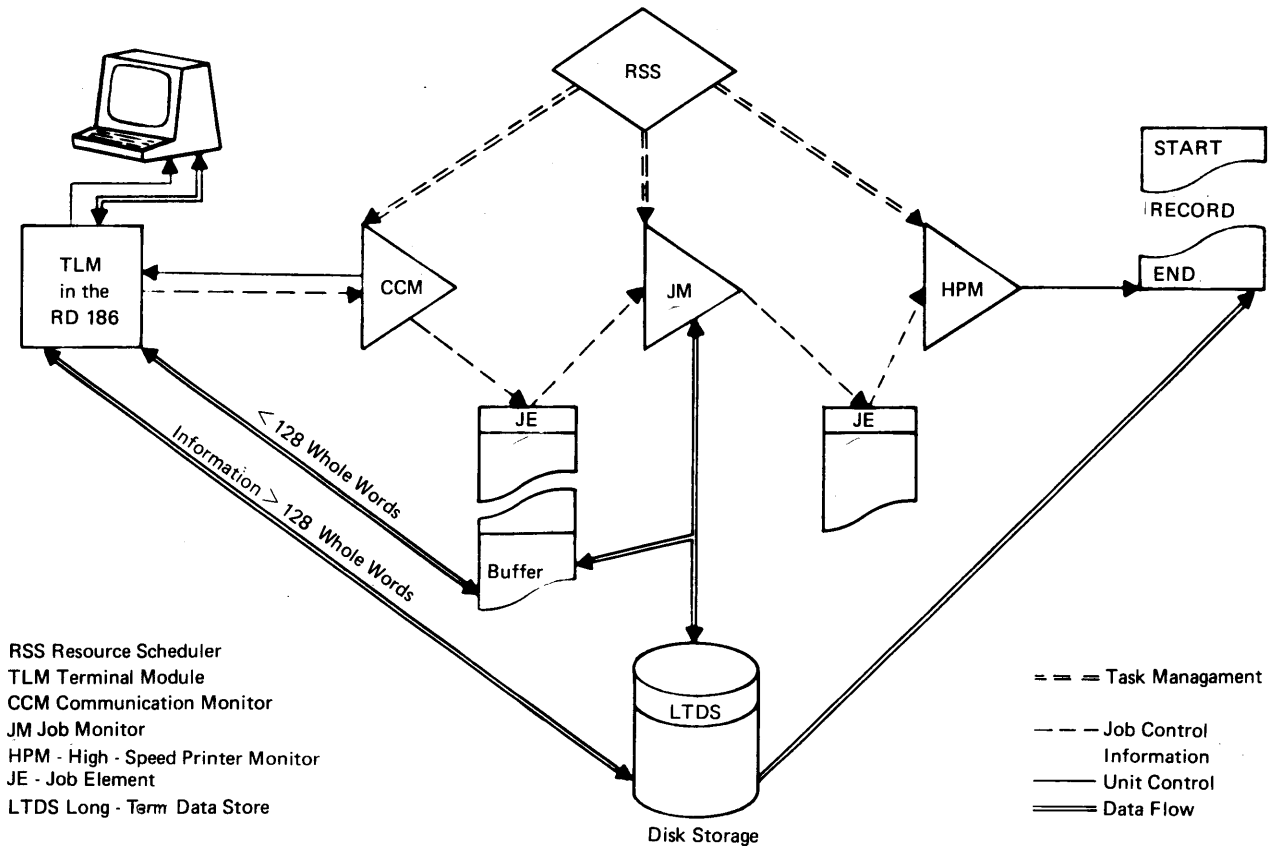 RSS
START
RECORD
END
TLM
in the
RD 186
CCM
JM
HPM
JE
JE
< 128 Whole Words
Information > 128 Whole Words
Buffer
LTDS
Disk Storage
RSS Resource Scheduler
TLM Terminal Module
CCM Communication Monitor
JM Job Monitor
HPM - High - Speed Printer Monitor
JE - Job Element
LTDS Long - Term Data Store
Task Managament
Job Control
Information
Unit Control
Data Flow